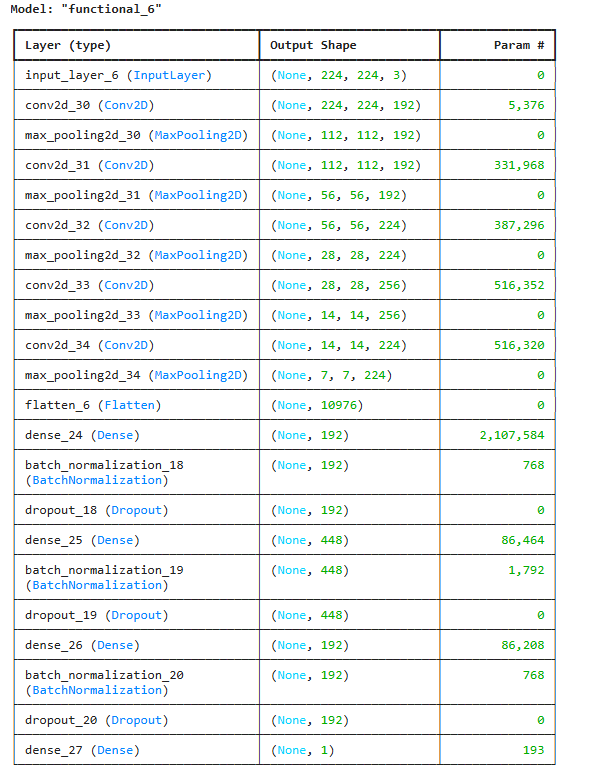 Model: "functional_6"
Layer (type) Output Shape Param #
input_layer_6 (InputLayer) (None, 224, 224, 3) 0
conv2d_30 (Conv2D) (None, 224, 224, 192) 5,376
max_pooling2d_30 (MaxPooling2D) (None, 112, 112, 192) 0
conv2d_31 (Conv2D) (None, 112, 112, 192) 331,968
max_pooling2d_31 (MaxPooling2D) (None, 56, 56, 192) 0
conv2d_32 (Conv2D) (None, 56, 56, 224) 387,296
max_pooling2d_32 (MaxPooling2D) (None, 28, 28, 224) 0
conv2d_33 (Conv2D) (None, 28, 28, 256) 516,352
max_pooling2d_33 (MaxPooling2D) (None, 14, 14, 256) 0
conv2d_34 (Conv2D) (None, 14, 14, 224) 516,320
max_pooling2d_34 (MaxPooling2D) (None, 7, 7, 224) 0
flatten_6 (Flatten) (None, 10976) 0
dense_24 (Dense) (None, 192) 2,107,584
batch_normalization_18 (None, 192) 768
(BatchNormalization)
dropout_18 (Dropout) (None, 192) 0
dense_25 (Dense) (None, 448) 86,464
batch_normalization_19 (None, 448) 1,792
(BatchNormalization)
dropout_19 (Dropout) (None, 448) 0
dense_26 (Dense) (None, 192) 86,208
batch_normalization_20 (None, 192) 768
(BatchNormalization)
dropout_20 (Dropout) (None, 192) 0
dense_27 (Dense) (None, 1) 193